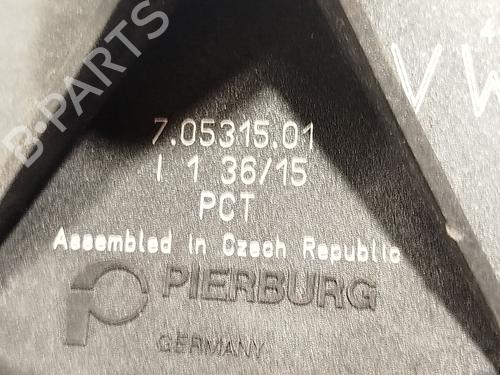 B-PARTS
VW
7.05315.01
I 1 36/15
PCT
Assembled in Czech Republic
PIERBURG
GERMANY